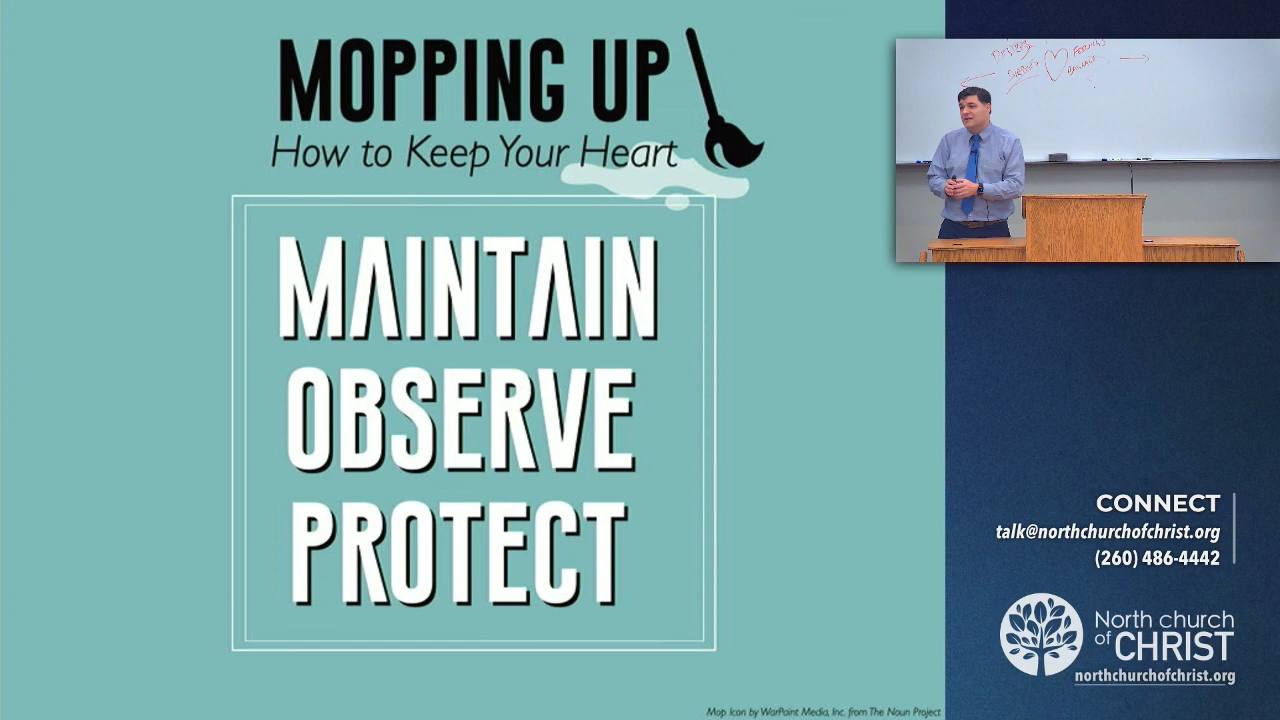 MOPPING UP
How to Keep Your Heart
MAINTAIN
OBSERVE
PROTECT
Mop Icon by WarPoint Media, Inc. from The Noun Project
CONNECT
talk@northchurchofchrist.org
(260) 486-4442
North church
of CHRIST
northchurchofchrist.org